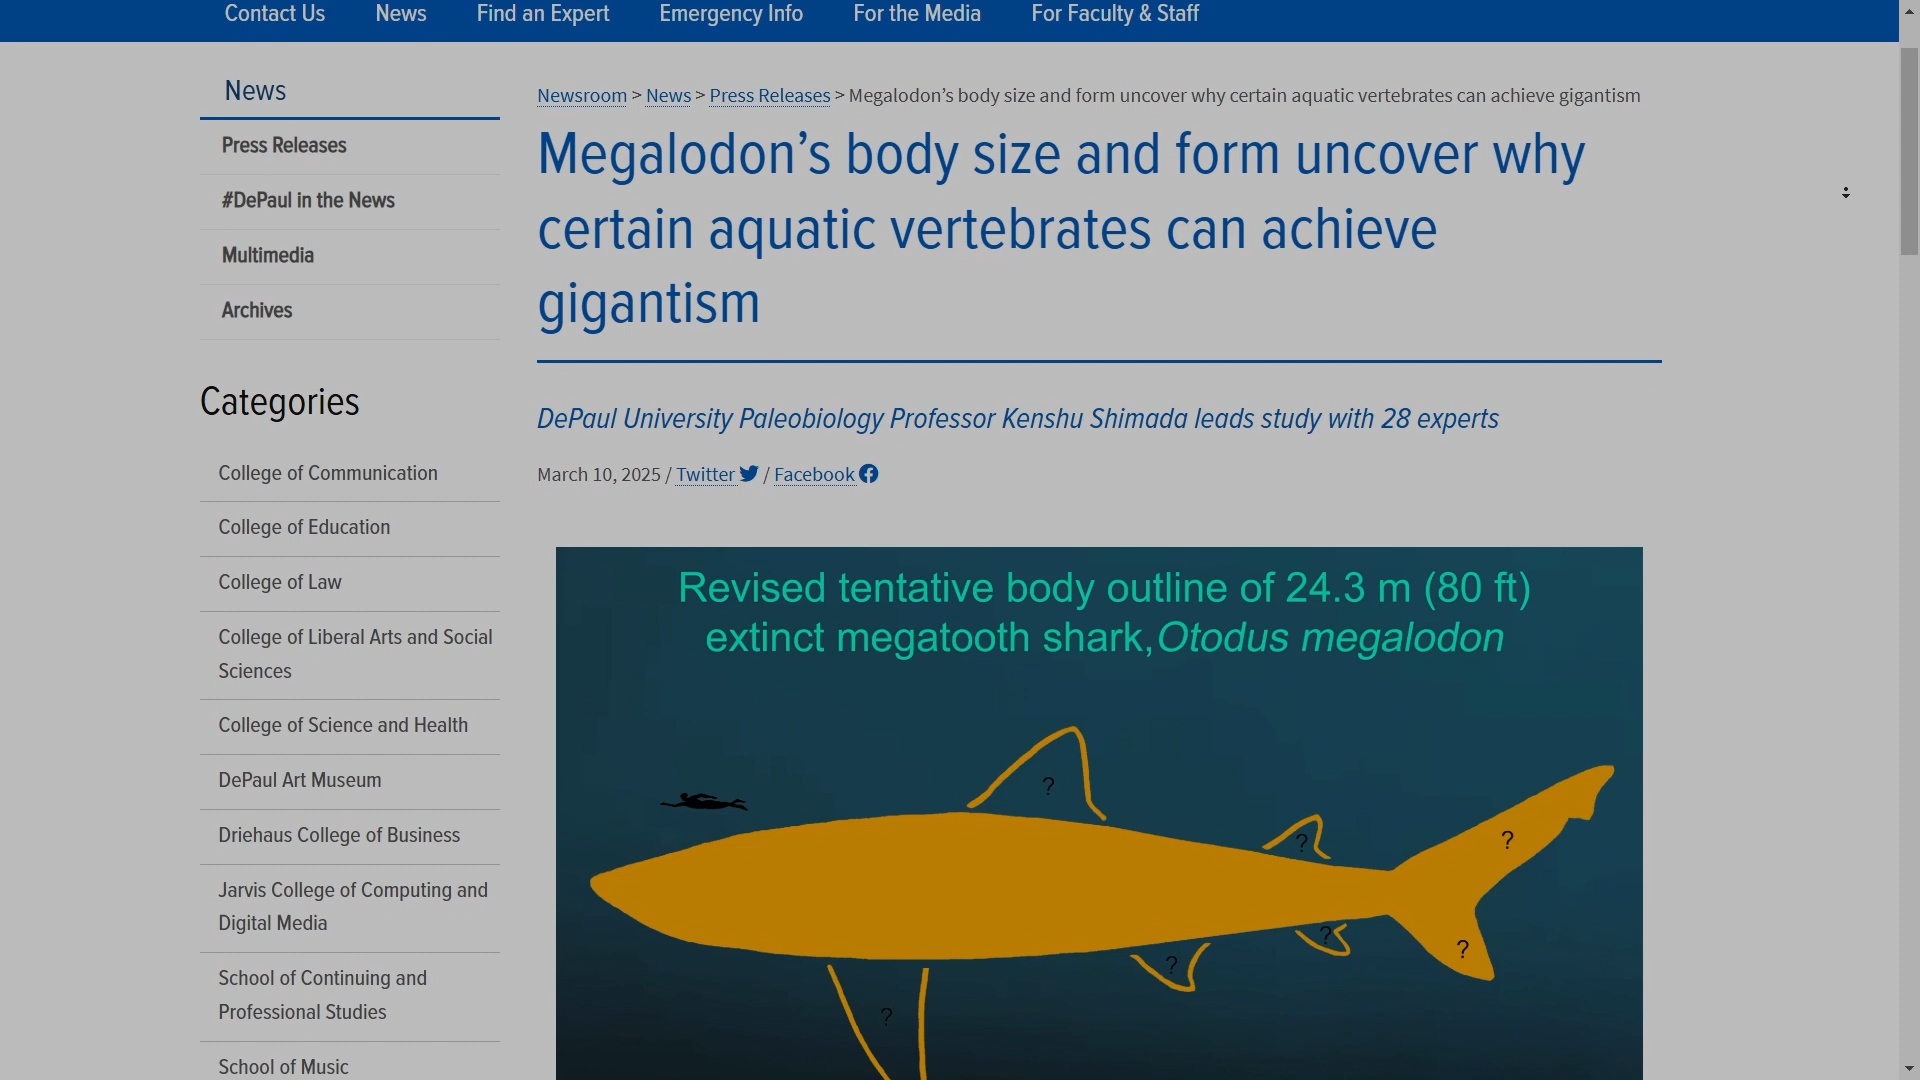 Contact Us News Find an Expert Emergency Info For the Media For Faculty & Staff
News
Press Releases
#DePaul in the News
Multimedia
Archives
Categories
College of Communication
College of Education
College of Law
College of Liberal Arts and Social
Sciences
College of Science and Health
DePaul Art Museum
Driehaus College of Business
Jarvis College of Computing and
Digital Media
School of Continuing and
Professional Studies
School of Music
Newsroom > News > Press Releases > Megalodon’s body size and form uncover why certain aquatic vertebrates can achieve gigantism
Megalodon’s body size and form uncover why
certain aquatic vertebrates can achieve
gigantism
DePaul University Paleobiology Professor Kenshu Shimada leads study with 28 experts
March 10, 2025 / Twitter / Facebook
Revised tentative body outline of 24.3 m (80 ft)
extinct megatooth shark, Otodus megalodon
?
?
?
?
?
?
?